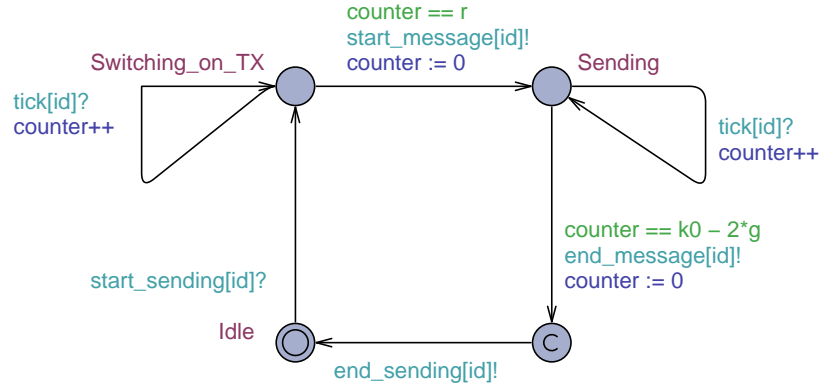 counter == r
start_message[id]!
counter := 0
Switching_on_TX
Sending
tick[id]?
counter++
tick[id]?
counter++
counter == k0 − 2*g
end_message[id]!
counter := 0
start_sending[id]?
Idle
C
end_sending[id]!